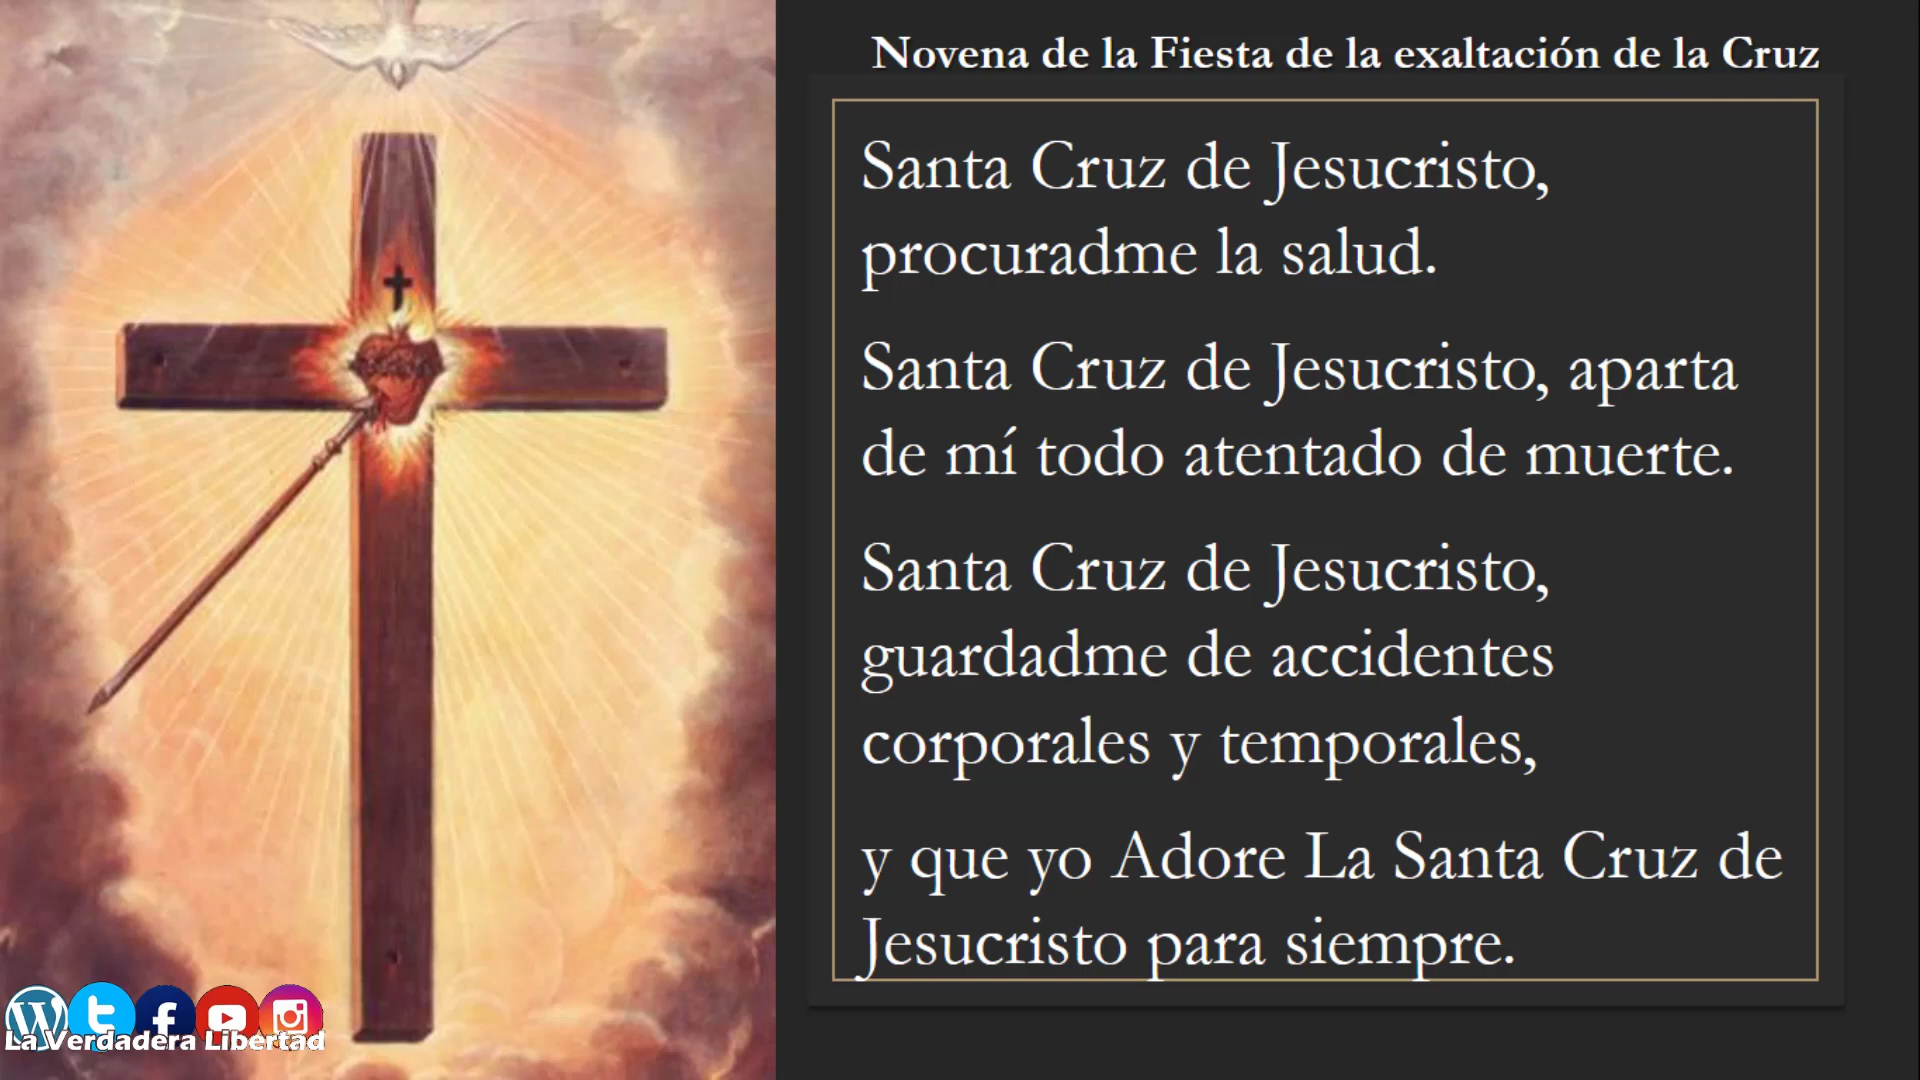 Novena de la Fiesta de la exaltación de la Cruz
Santa Cruz de Jesucristo,
procuradme la salud.
Santa Cruz de Jesucristo, aparta
de mí todo atentado de muerte.
Santa Cruz de Jesucristo,
guardadme de accidentes
corporales y temporales,
y que yo Adore La Santa Cruz de
Jesucristo para siempre.
La Verdadera Libertad